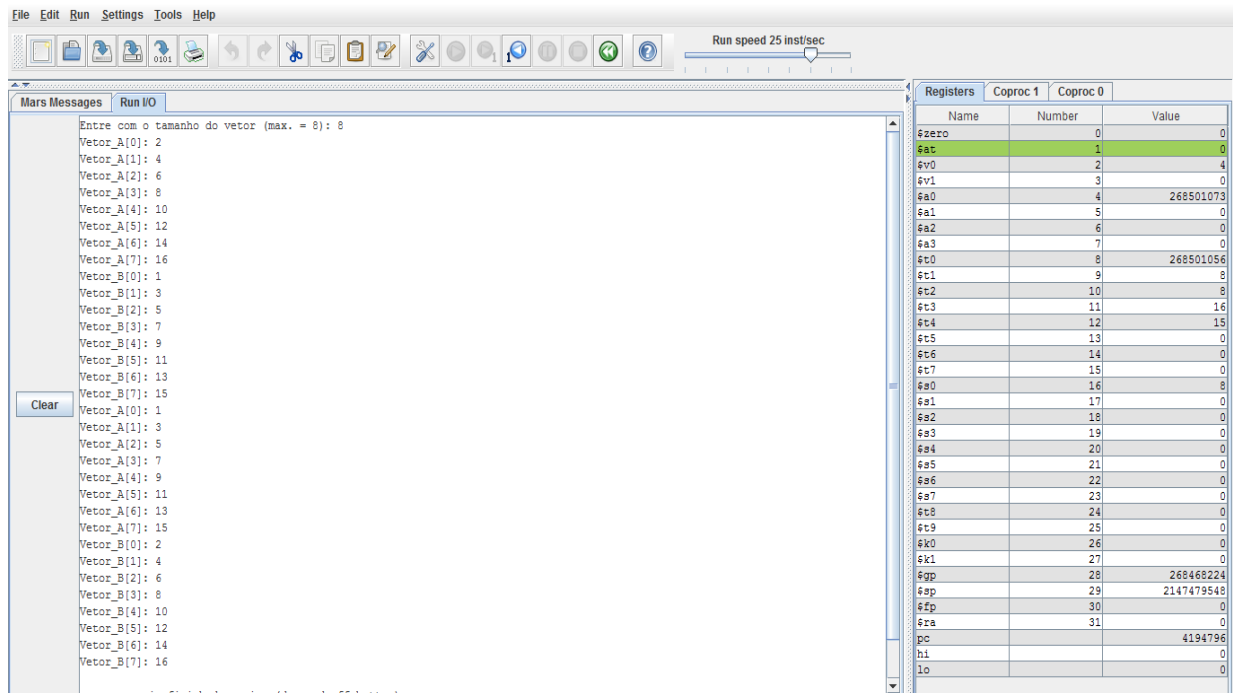 File Edit Run Settings Tools Help
Run speed 25 inst/sec
Mars Messages Run I/O
Entre com o tamanho do vetor (max. = 8): 8
Vetor_A[0]: 2
Vetor_A[1]: 4
Vetor_A[2]: 6
Vetor_A[3]: 8
Vetor_A[4]: 10
Vetor_A[5]: 12
Vetor_A[6]: 14
Vetor_A[7]: 16
Vetor_B[0]: 1
Vetor_B[1]: 3
Vetor_B[2]: 5
Vetor_B[3]: 7
Vetor_B[4]: 9
Vetor_B[5]: 11
Vetor_B[6]: 13
Vetor_B[7]: 15
Vetor_A[0]: 1
Vetor_A[1]: 3
Vetor_A[2]: 5
Vetor_A[3]: 7
Vetor_A[4]: 9
Vetor_A[5]: 11
Vetor_A[6]: 13
Vetor_A[7]: 15
Vetor_B[0]: 2
Vetor_B[1]: 4
Vetor_B[2]: 6
Vetor_B[3]: 8
Vetor_B[4]: 10
Vetor_B[5]: 12
Vetor_B[6]: 14
Vetor_B[7]: 16
Clear
Registers Coproc 1 Coproc 0
Name Number Value
$zero 0 0
$at 1 0
$v0 2 4
$v1 3 0
$a0 4 268501073
$a1 5 0
$a2 6 0
$a3 7 0
$t0 8 268501056
$t1 9 8
$t2 10 8
$t3 11 16
$t4 12 15
$t5 13 0
$t6 14 0
$t7 15 0
$s0 16 8
$s1 17 0
$s2 18 0
$s3 19 0
$s4 20 0
$s5 21 0
$s6 22 0
$s7 23 0
$t8 24 0
$t9 25 0
$k0 26 0
$k1 27 0
$gp 28 268468224
$sp 29 2147479548
$fp 30 0
$ra 31 0
pc 4194796
hi 0
lo 0